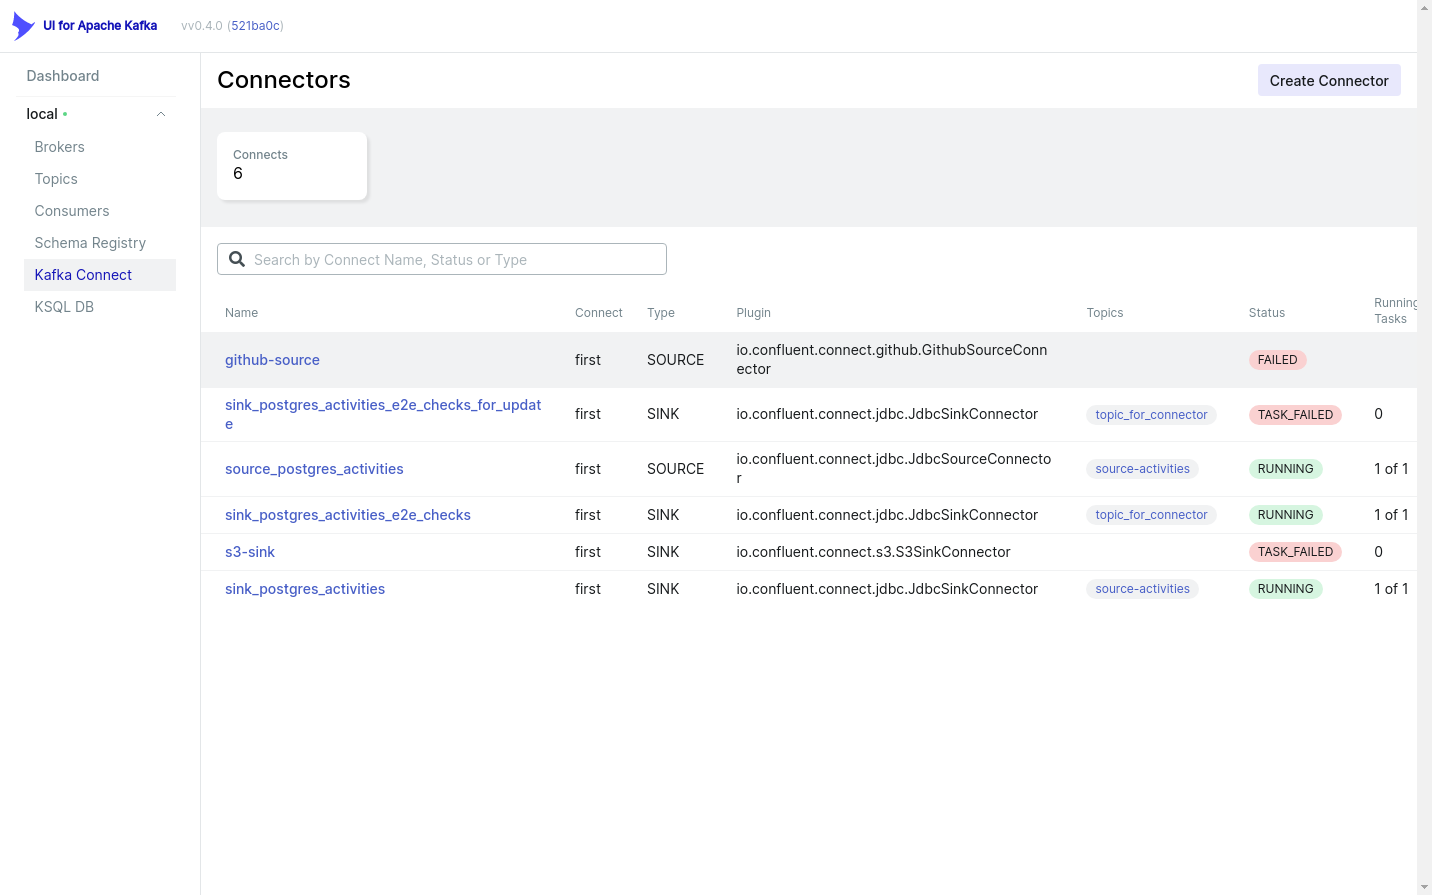 UI for Apache Kafka vv0.4.0 (521ba0c)
Dashboard
local
Brokers
Topics
Consumers
Schema Registry
Kafka Connect
KSQL DB
Connectors
Create Connector
Connects
6
Search by Connect Name, Status or Type
Name Connect Type Plugin Topics Status Running
Tasks
github-source first SOURCE io.confluent.connect.github.GithubSourceConn FAILED
ector
sink_postgres_activities_e2e_checks_for_updat first SINK io.confluent.connect.jdbc.JdbcSinkConnector topic_for_connector TASK_FAILED 0
e
source_postgres_activities first SOURCE io.confluent.connect.jdbc.JdbcSourceConnecto source-activities RUNNING 1 of 1
r
sink_postgres_activities_e2e_checks first SINK io.confluent.connect.jdbc.JdbcSinkConnector topic_for_connector RUNNING 1 of 1
s3-sink first SINK io.confluent.connect.s3.S3SinkConnector TASK_FAILED 0
sink_postgres_activities first SINK io.confluent.connect.jdbc.JdbcSinkConnector source-activities RUNNING 1 of 1